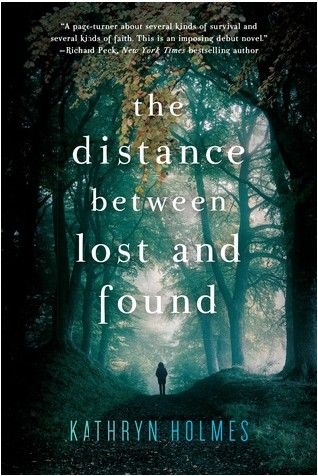 “A page-turner about several kinds of survival and
several kinds of faith. This is an imposing debut novel.”
—Richard Peck, New York Times bestselling author
the
distance
between
lost and
found
KATHRYN HOLMES